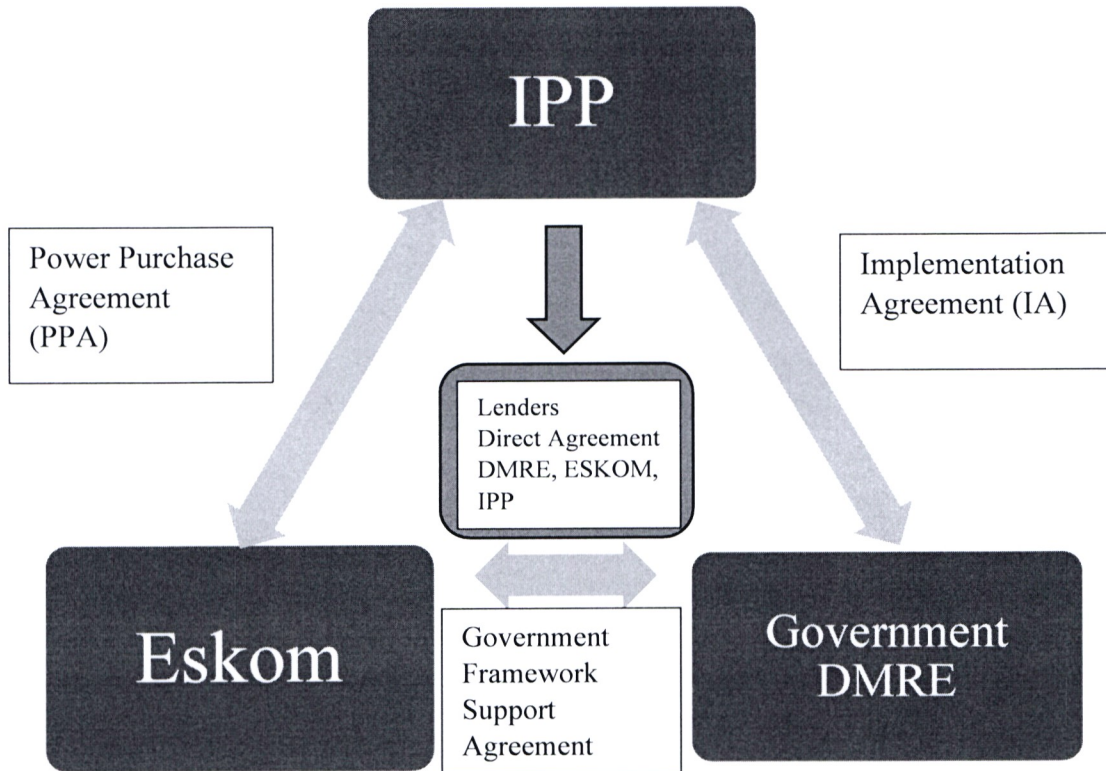 IPP
Power Purchase
Agreement
(PPA)
Implementation
Agreement (IA)
Lenders
Direct Agreement
DMRE, ESKOM,
IPP
Eskom
Government
Framework
Support
Agreement
Government
DMRE